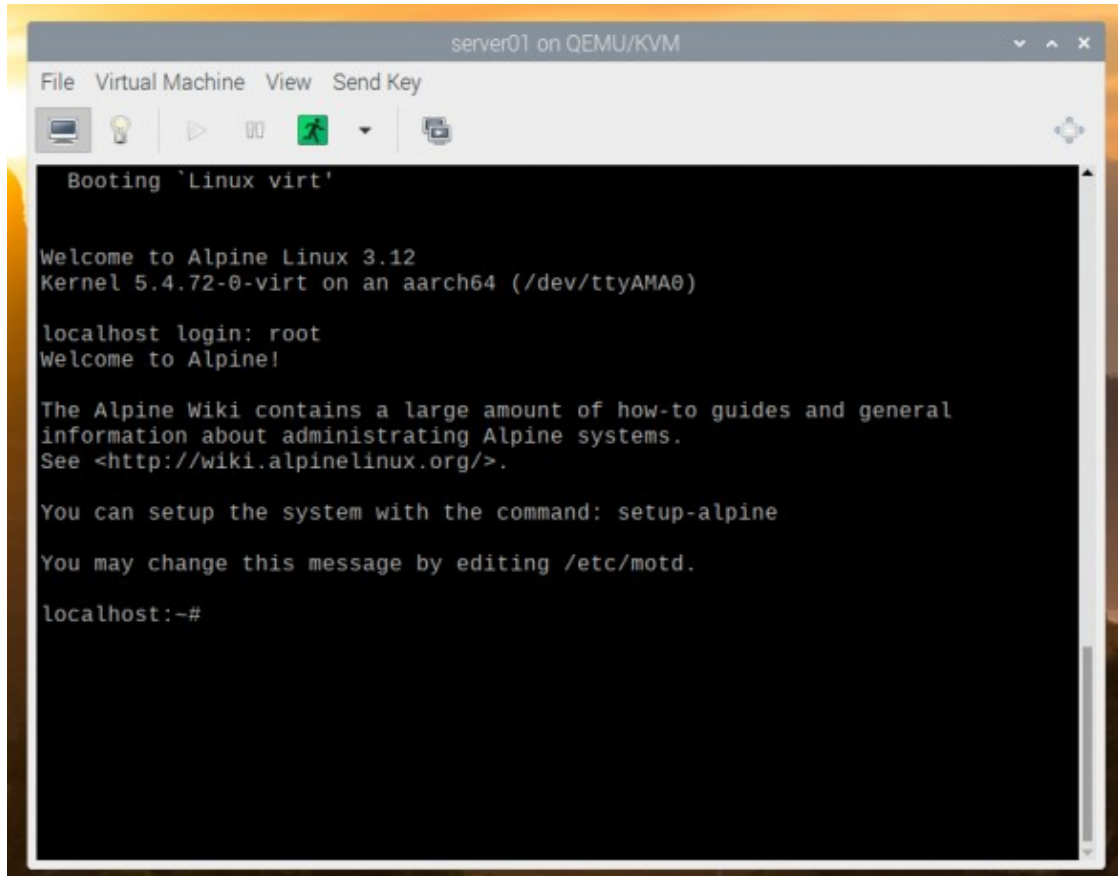 server01 on QEMU/KVM
File Virtual Machine View Send Key
Booting `Linux virt'
Welcome to Alpine Linux 3.12
Kernel 5.4.72-0-virt on an aarch64 (/dev/ttyAMA0)
localhost login: root
Welcome to Alpine!
The Alpine Wiki contains a large amount of how-to guides and general
information about administrating Alpine systems.
See <http://wiki.alpinelinux.org/>.
You can setup the system with the command: setup-alpine
You may change this message by editing /etc/motd.
localhost:~#